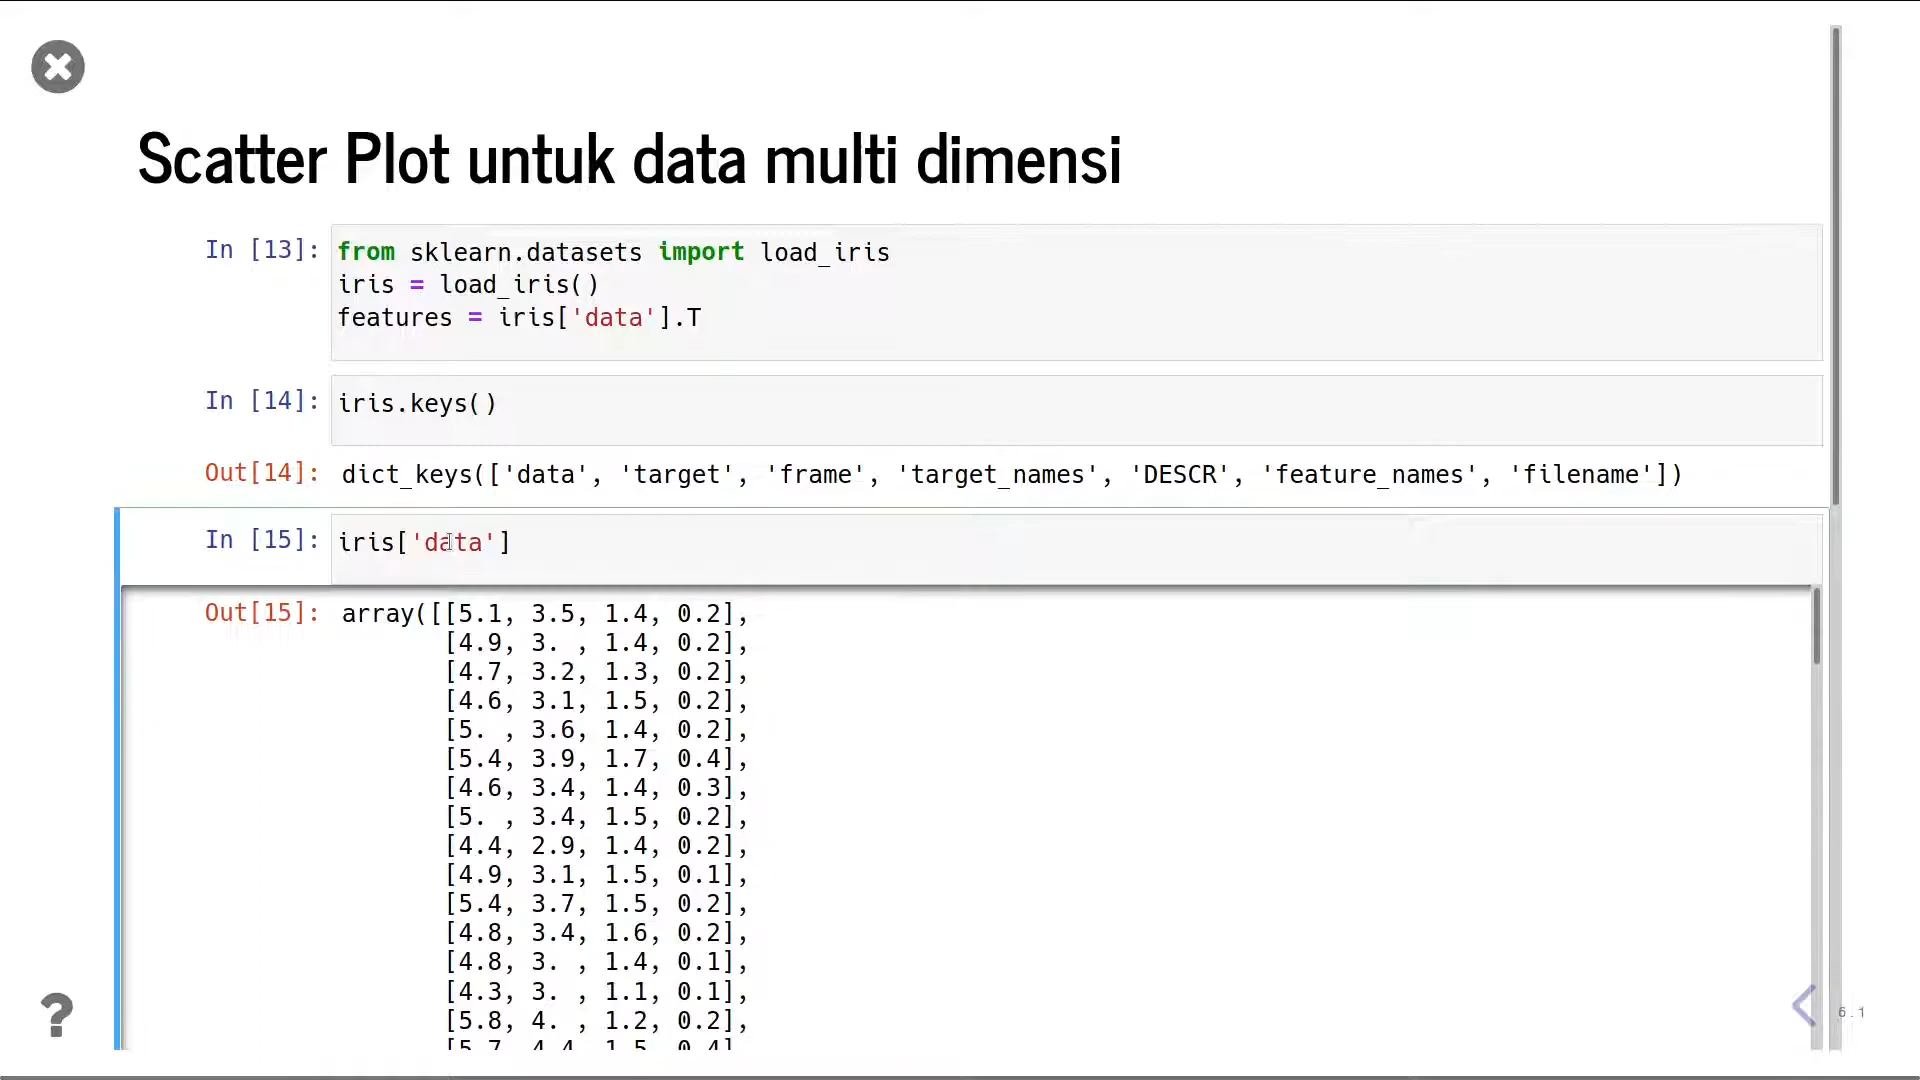 Scatter Plot untuk data multi dimensi
In [13]: from sklearn.datasets import load_iris
iris = load_iris()
features = iris['data'].T
In [14]: iris.keys()
Out[14]: dict_keys(['data', 'target', 'frame', 'target_names', 'DESCR', 'feature_names', 'filename'])
In [15]: iris['data']
Out[15]: array([[5.1, 3.5, 1.4, 0.2],
[4.9, 3. , 1.4, 0.2],
[4.7, 3.2, 1.3, 0.2],
[4.6, 3.1, 1.5, 0.2],
[5. , 3.6, 1.4, 0.2],
[5.4, 3.9, 1.7, 0.4],
[4.6, 3.4, 1.4, 0.3],
[5. , 3.4, 1.5, 0.2],
[4.4, 2.9, 1.4, 0.2],
[4.9, 3.1, 1.5, 0.1],
[5.4, 3.7, 1.5, 0.2],
[4.8, 3.4, 1.6, 0.2],
[4.8, 3. , 1.4, 0.1],
[4.3, 3. , 1.1, 0.1],
[5.8, 4. , 1.2, 0.2],
[5.7, 4.4, 1.5, 0.4],
?
6.1